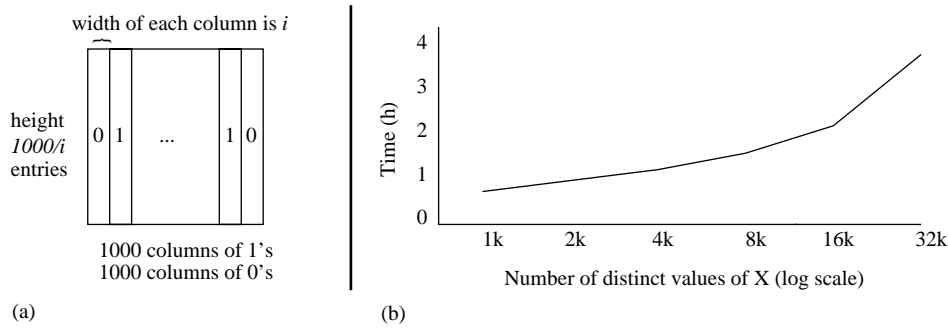 width of each column is i
height
1000/i
entries
0 1 ... 1 0
1000 columns of 1's
1000 columns of 0's
(a)
Time (h)
4
3
2
1
0
1k 2k 4k 8k 16k 32k
Number of distinct values of X (log scale)
(b)